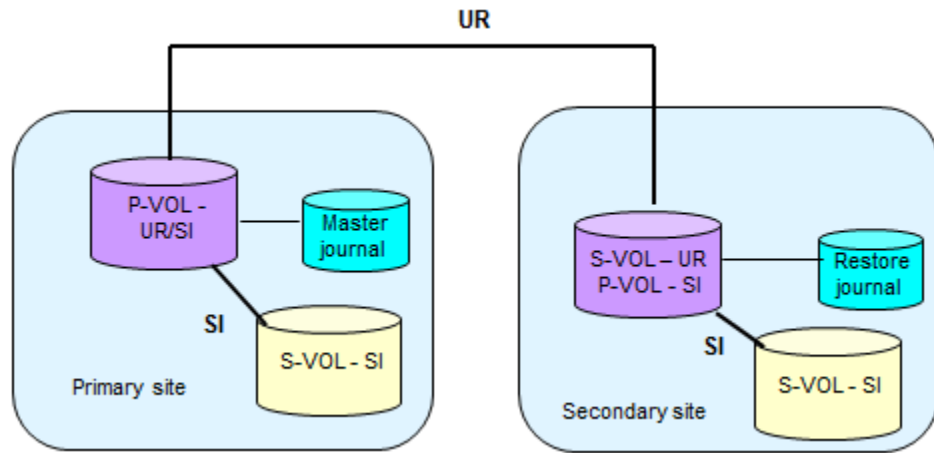 UR
P-VOL -
UR/SI
Master
journal
SI
S-VOL - SI
Primary site
S-VOL – UR
P-VOL - SI
Restore
journal
SI
S-VOL - SI
Secondary site